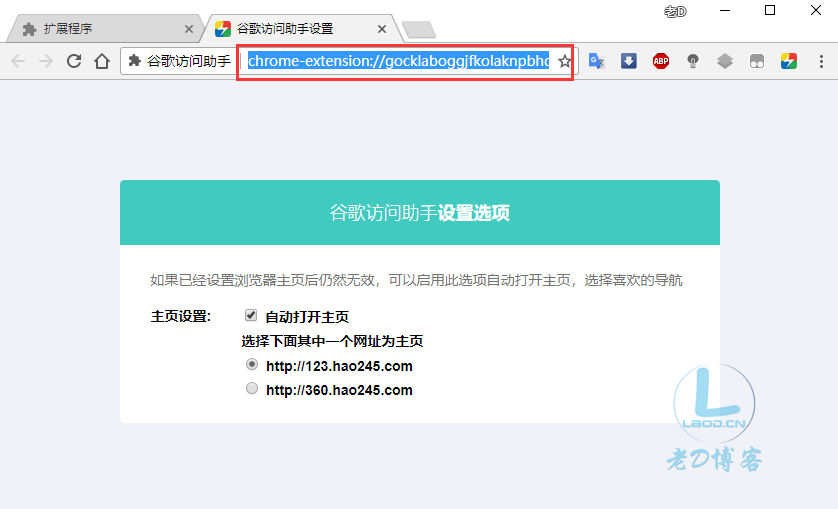 老D
扩展程序
谷歌访问助手设置
谷歌访问助手
chrome-extension://gocklaboggjfkolaknpbhc
ABP
谷歌访问助手设置选项
如果已经设置浏览器主页后仍然无效，可以启用此选项自动打开主页，选择喜欢的导航
主页设置：
自动打开主页
选择下面其中一个网址为主页
http://123.hao245.com
http://360.hao245.com
L
LAOD.CN
老D博客